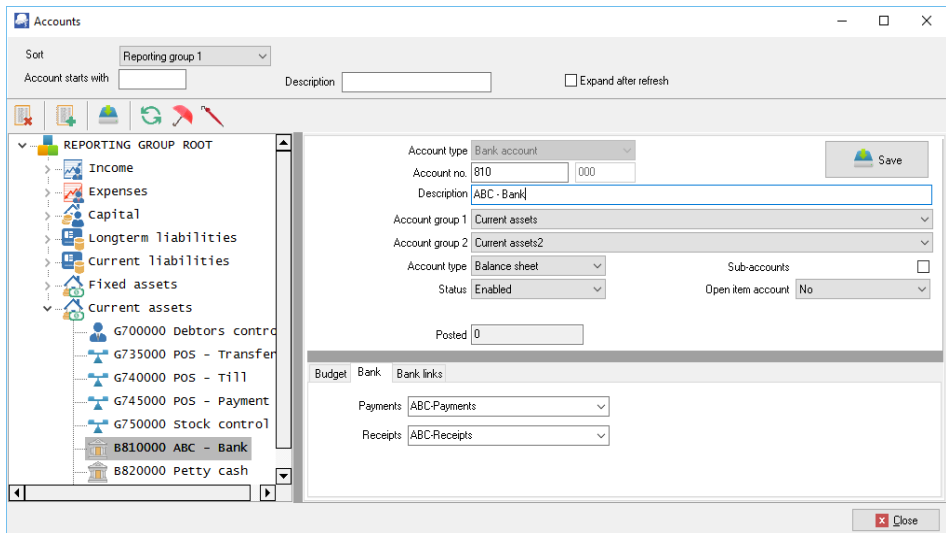 Accounts
Sort Reporting group 1
Account starts with Description Expand after refresh
REPORTING GROUP ROOT
Income
Expenses
Capital
Longterm liabilities
Current liabilities
Fixed assets
Current assets
G700000 Debtors contro
G735000 POS - Transfer
G740000 POS - Till
G745000 POS - Payment
G750000 Stock control
B810000 ABC - Bank
B820000 Petty cash
Account type Bank account
Save
Account no. 810 000
Description ABC - Bank
Account group 1 Current assets
Account group 2 Current assets2
Account type Balance sheet Sub-accounts
Status Enabled Open item account No
Posted 0
Budget Bank Bank links
Payments ABC-Payments
Receipts ABC-Receipts
Close